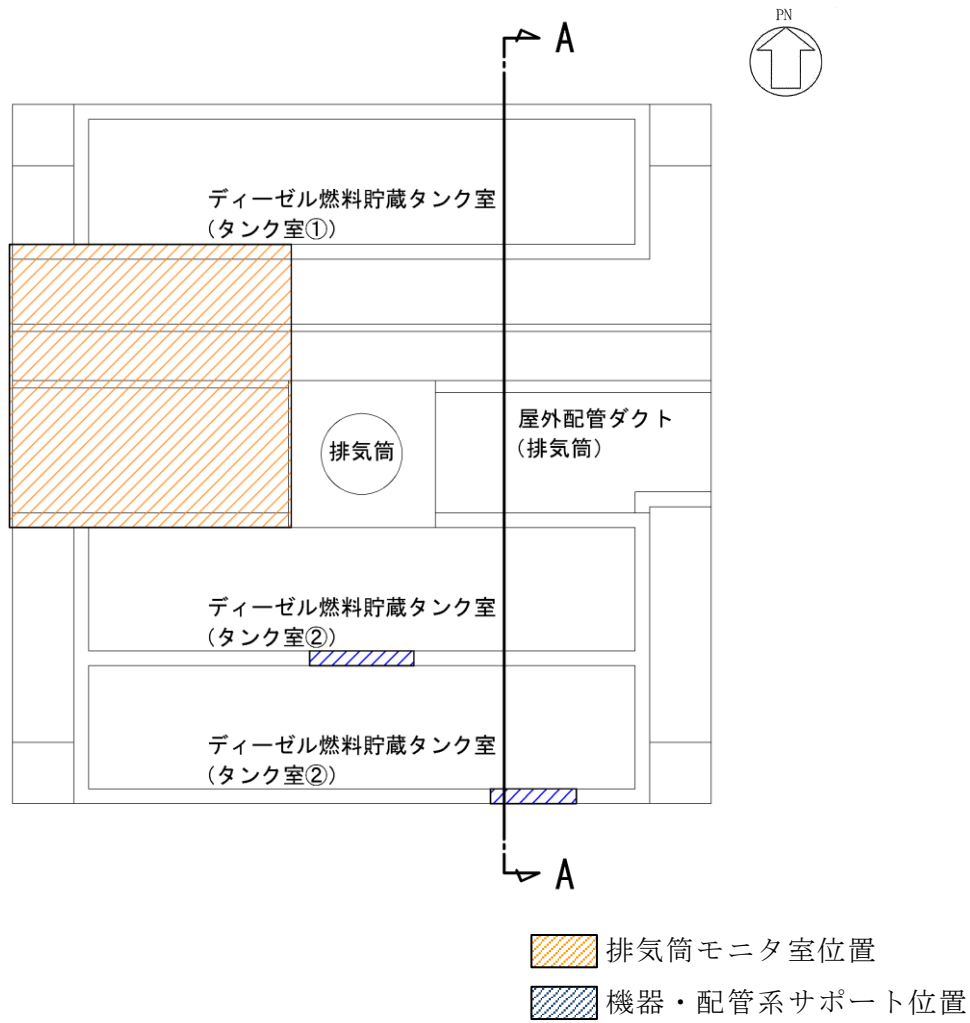 PN
A
ディーゼル燃料貯蔵タンク室
(タンク室①)
屋外配管ダクト
(排気筒)
排気筒
ディーゼル燃料貯蔵タンク室
(タンク室②)
ディーゼル燃料貯蔵タンク室
(タンク室②)
A
排気筒モニタ室位置
機器・配管系サポート位置